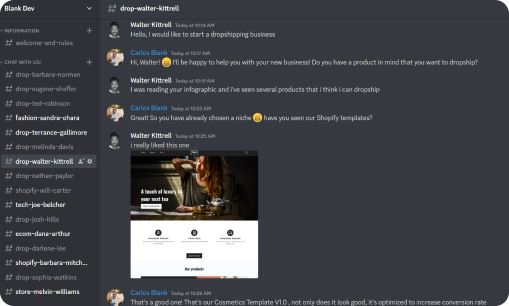 Blank Dev
drop-walter-kittrell
INFORMATION
welcome-and-rules
CHAT WITH US!
drop-barbara-norman
drop-eugene-shaffer
drop-ted-robinson
fashion-sandra-ohara
drop-terrance-gallimore
drop-melinda-davis
drop-walter-kittrell
drop-nathan-paylor
shopify-will-carter
tech-joe-belcher
drop-josh-hills
ecom-dana-arthur
drop-darlene-lee
shopify-barbara-mitch...
drop-sophia-watkins
store-melvin-williams
Walter Kittrell Today at 10:14 AM
Hello, I would like to start a dropshipping business
Carlos Blank Today at 10:17 AM
Hi, Walter! 😄 I'll be happy to help you with your new business! Do you have a product in mind that you want to dropship?
Walter Kittrell Today at 10:19 AM
I was reading your infographic and i've seen several products that i think i can dropship
Carlos Blank Today at 10:22 AM
Great! So you have already chosen a niche 😄 have you seen our Shopify templates?
Walter Kittrell Today at 10:25 AM
i really liked this one
A touch of luxury to
your next tea
Our products
Carlos Blank Today at 10:26 AM
That's a good one! That's our Cosmetics Template V1.0 , not only does it look good, it's optimized to increase conversion rate